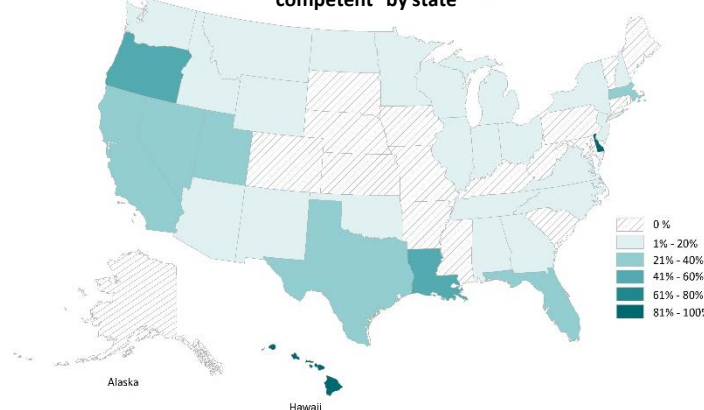 competent" by state
0 %
1% - 20%
21% - 40%
41% - 60%
61% - 80%
81% - 100%
Alaska
Hawaii